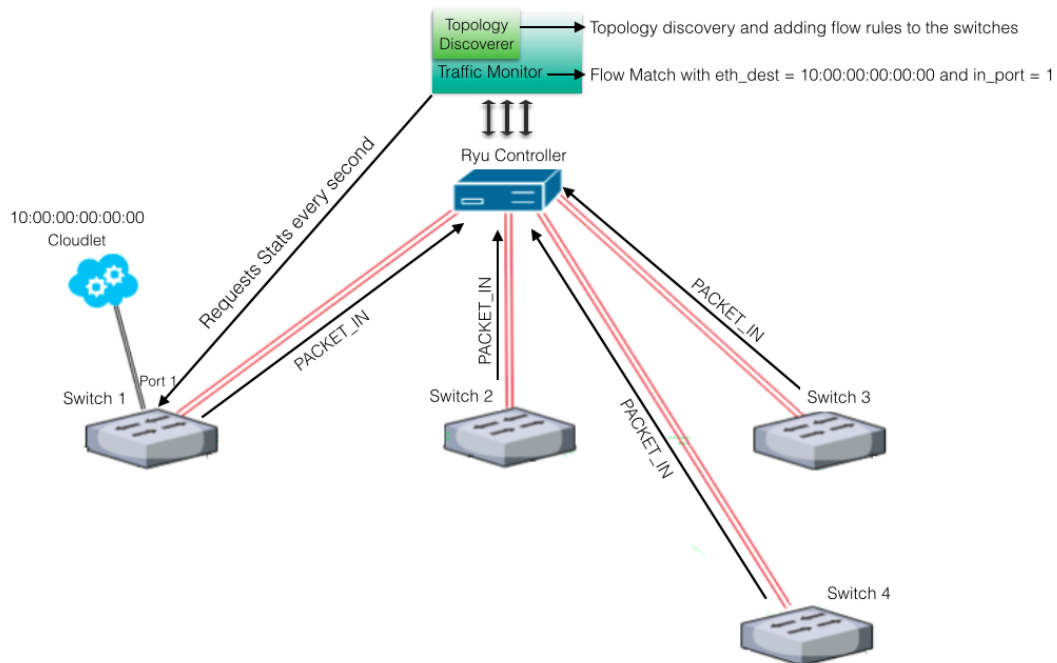 Topology
Discoverer
Topology discovery and adding flow rules to the switches
Traffic Monitor
Flow Match with eth_dest = 10:00:00:00:00:00 and in_port = 1
Ryu Controller
Requests Stats every second
10:00:00:00:00:00
Cloudlet
PACKET_IN
PACKET_IN
PACKET_IN
PACKET_IN
Port 1
Switch 1
Switch 2
Switch 3
Switch 4